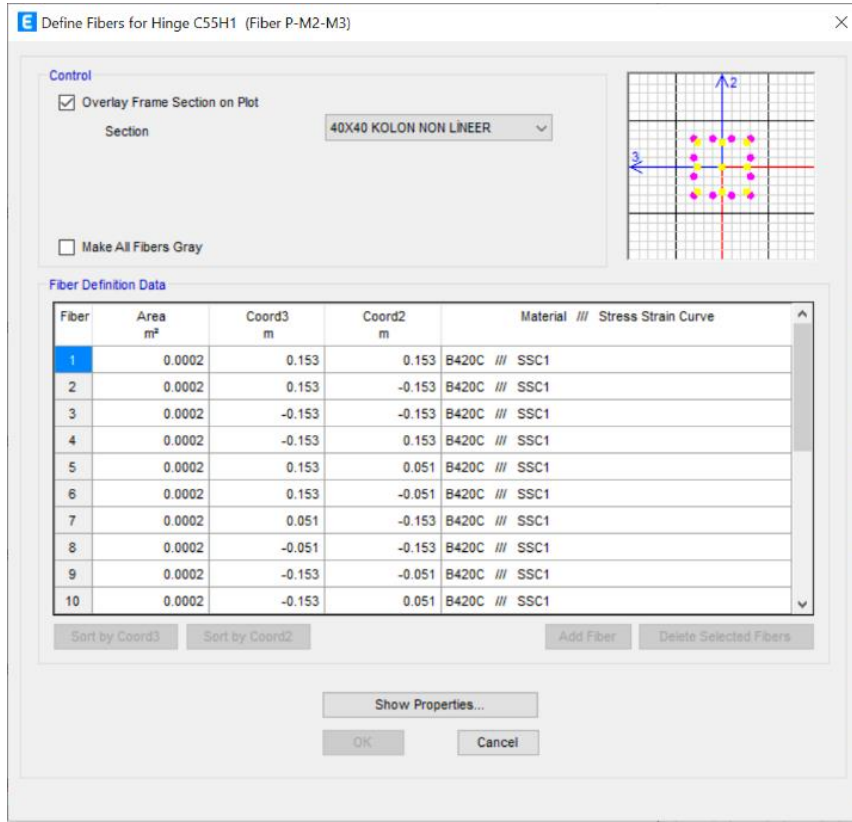 E Define Fibers for Hinge C55H1 (Fiber P-M2-M3)
Control
Overlay Frame Section on Plot
Section 40X40 KOLON NON LİNEER
Make All Fibers Gray
2
3
Fiber Definition Data
Fiber Area Coord3 Coord2 Material /// Stress Strain Curve
m² m m
1 0.0002 0.153 0.153 B420C /// SSC1
2 0.0002 0.153 -0.153 B420C /// SSC1
3 0.0002 -0.153 -0.153 B420C /// SSC1
4 0.0002 -0.153 0.153 B420C /// SSC1
5 0.0002 0.153 0.051 B420C /// SSC1
6 0.0002 0.153 -0.051 B420C /// SSC1
7 0.0002 0.051 -0.153 B420C /// SSC1
8 0.0002 -0.051 -0.153 B420C /// SSC1
9 0.0002 -0.153 -0.051 B420C /// SSC1
10 0.0002 -0.153 0.051 B420C /// SSC1
Sort by Coord3 Sort by Coord2 Add Fiber Delete Selected Fibers
Show Properties...
OK Cancel